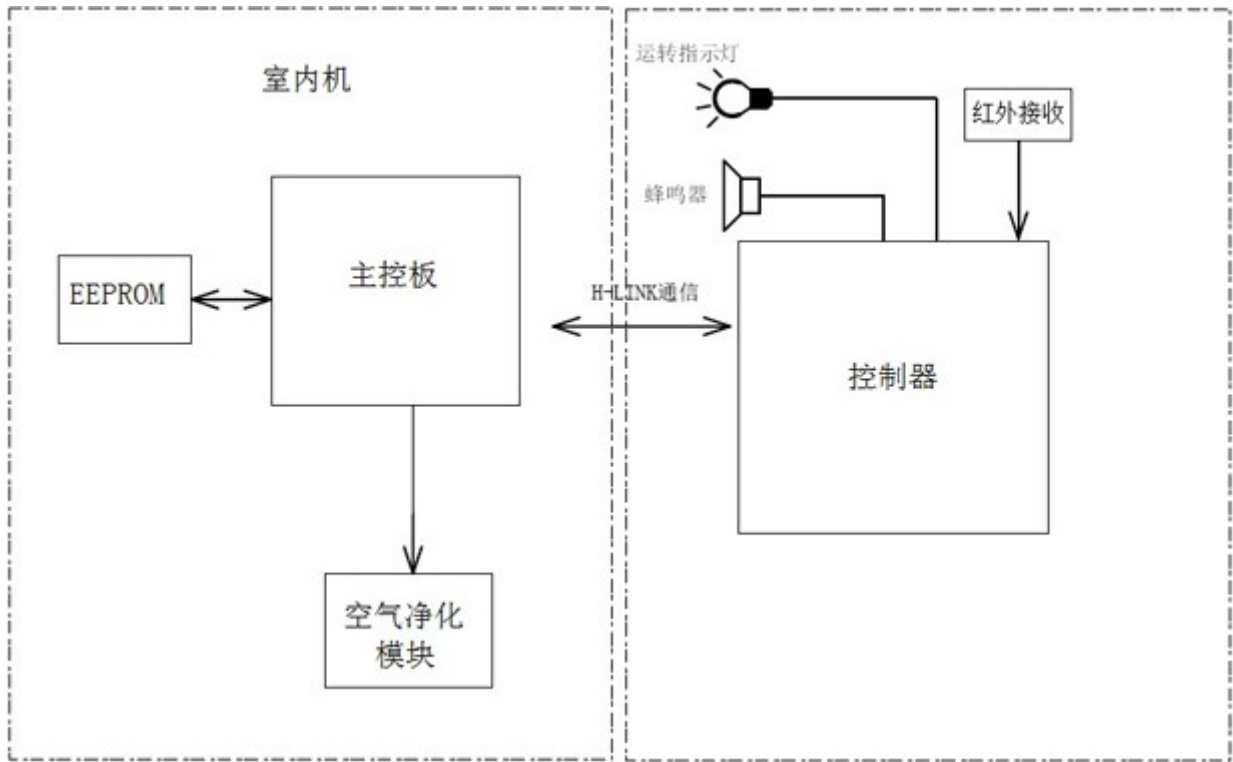 室内机
EEPROM
主控板
空气净化
模块
H-LINK通信
运转指示灯
蜂鸣器
红外接收
控制器